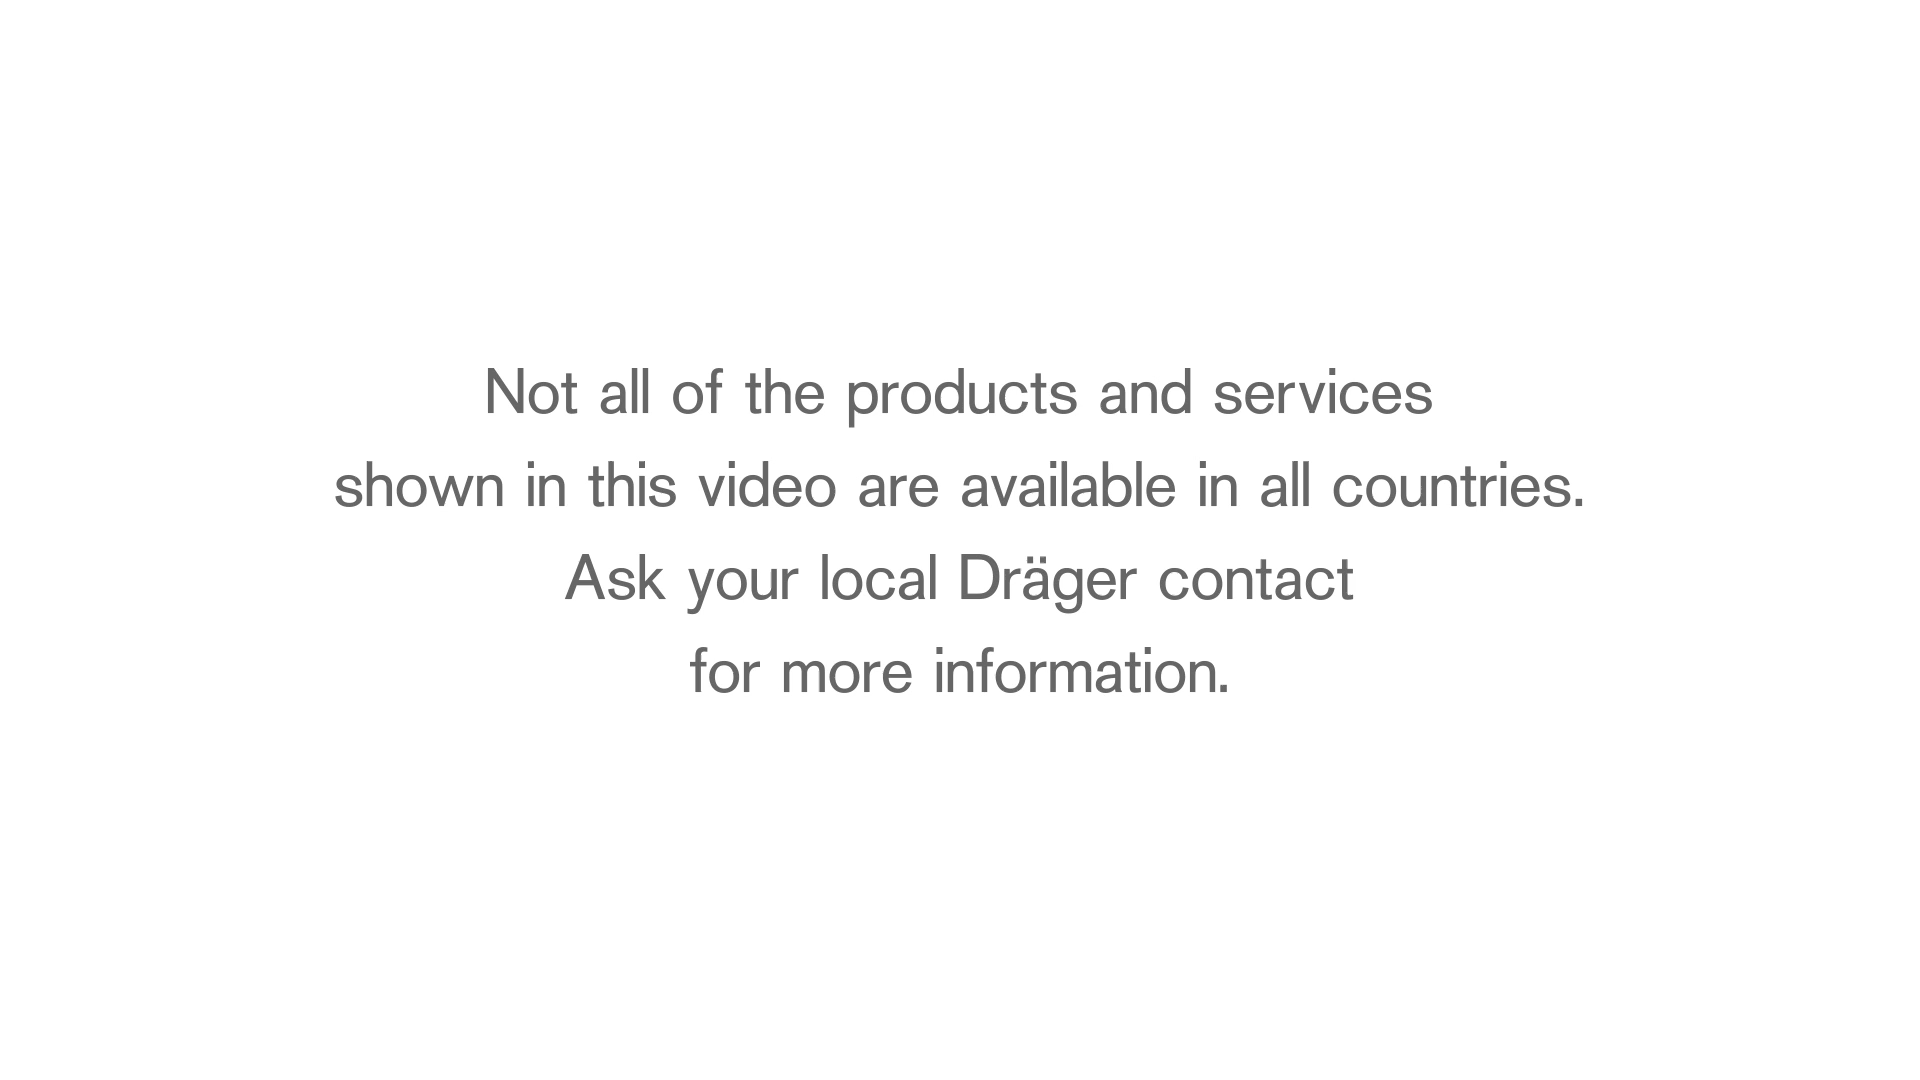 Not all of the products and services
shown in this video are available in all countries.
Ask your local Dräger contact
for more information.